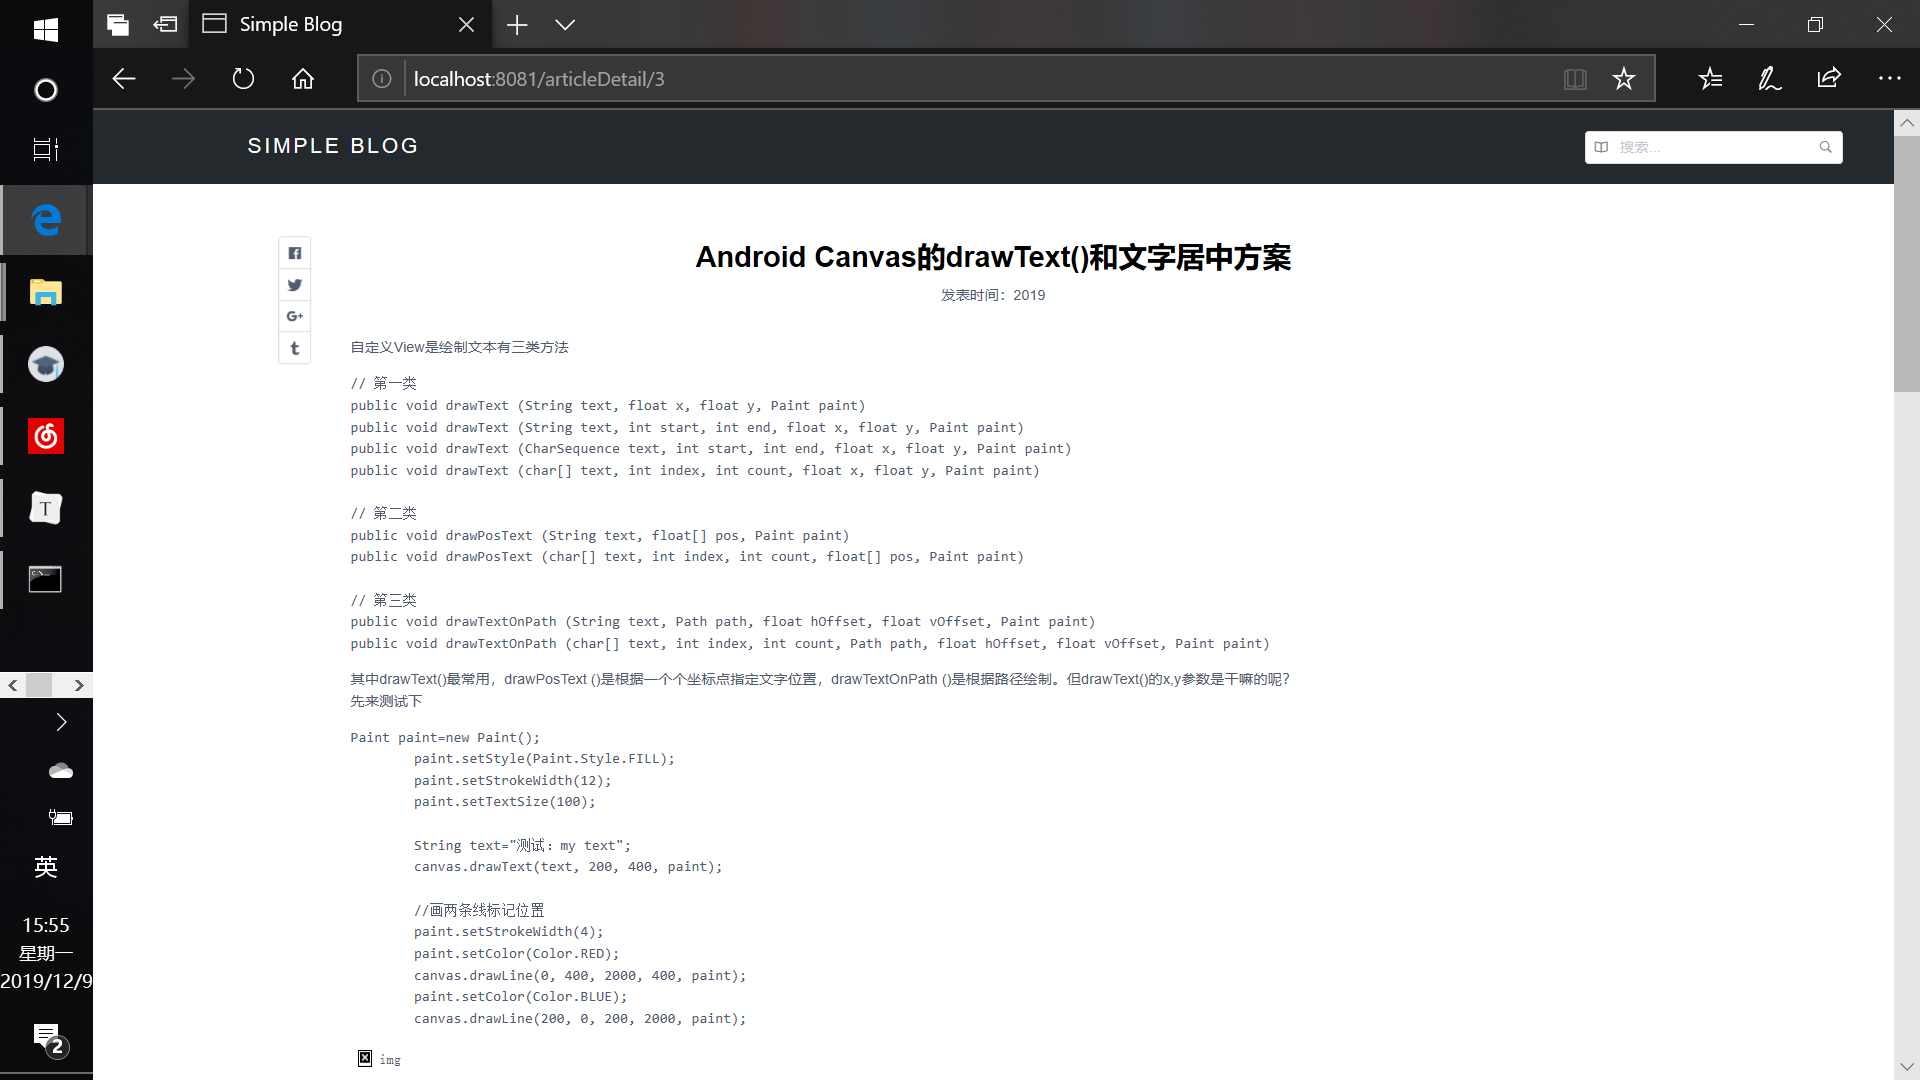 Simple Blog
localhost:8081/articleDetail/3
SIMPLE BLOG
搜索...
Android Canvas的drawText()和文字居中方案
发表时间：2019
自定义View是绘制文本有三类方法
// 第一类
public void drawText (String text, float x, float y, Paint paint)
public void drawText (String text, int start, int end, float x, float y, Paint paint)
public void drawText (CharSequence text, int start, int end, float x, float y, Paint paint)
public void drawText (char[] text, int index, int count, float x, float y, Paint paint)
// 第二类
public void drawPosText (String text, float[] pos, Paint paint)
public void drawPosText (char[] text, int index, int count, float[] pos, Paint paint)
// 第三类
public void drawTextOnPath (String text, Path path, float hOffset, float vOffset, Paint paint)
public void drawTextOnPath (char[] text, int index, int count, Path path, float hOffset, float vOffset, Paint paint)
其中drawText()最常用，drawPosText ()是根据一个个坐标点指定文字位置，drawTextOnPath ()是根据路径绘制。但drawText()的x,y参数是干嘛的呢?
先来测试下
Paint paint=new Paint();
paint.setStyle(Paint.Style.FILL);
paint.setStrokeWidth(12);
paint.setTextSize(100);
String text="测试：my text";
canvas.drawText(text, 200, 400, paint);
//画两条线标记位置
paint.setStrokeWidth(4);
paint.setColor(Color.RED);
canvas.drawLine(0, 400, 2000, 400, paint);
paint.setColor(Color.BLUE);
canvas.drawLine(200, 0, 200, 2000, paint);
img
英
15:55
星期一
2019/12/9
2